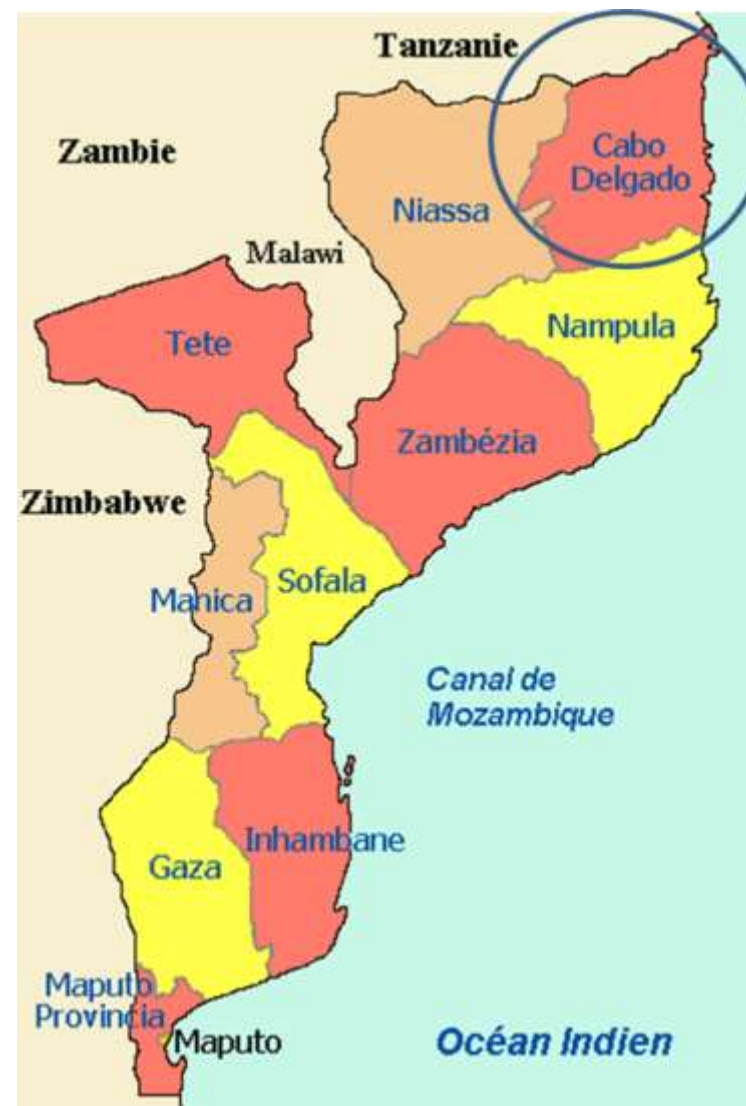 Tanzanie
Zambie
Cabo
Delgado
Niassa
Malawi
Nampula
Tete
Zambézia
Zimbabwe
Sofala
Manica
Canal de
Mozambique
Inhambane
Gaza
Maputo
Provincia
Maputo
Océan Indien